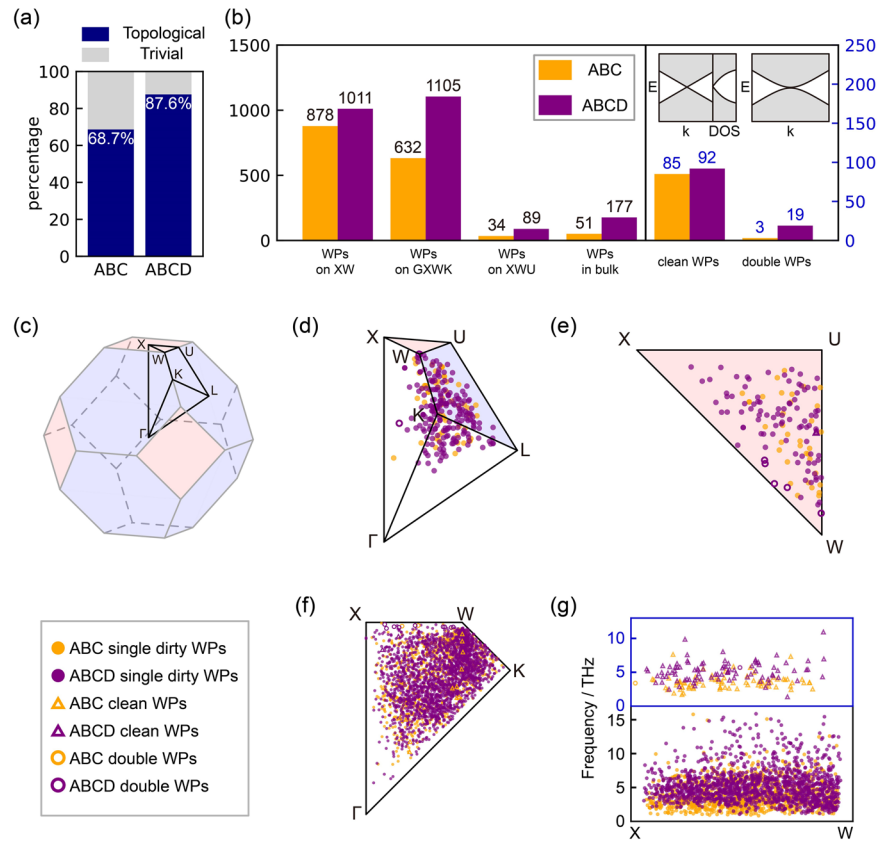 (a)
Topological
Trivial
100
80
60
40
20
0
percentage
68.7%
87.6%
ABC
ABCD
(b)
1500
1000
500
0
878
1011
632
1105
34
89
51
177
ABC
ABCD
WPs
on XW
WPs
on GXWK
WPs
on XWU
WPs
in bulk
E
k
DOS
E
k
85
92
3
19
clean WPs
double WPs
250
200
150
100
50
0
(c)
X
W
U
K
L
Γ
(d)
X
U
W
K
L
Γ
(e)
X
U
W
ABC single dirty WPs
ABCD single dirty WPs
ABC clean WPs
ABCD clean WPs
ABC double WPs
ABCD double WPs
(f)
X
W
K
Γ
(g)
Frequency / THz
10
5
0
15
10
5
0
X
W